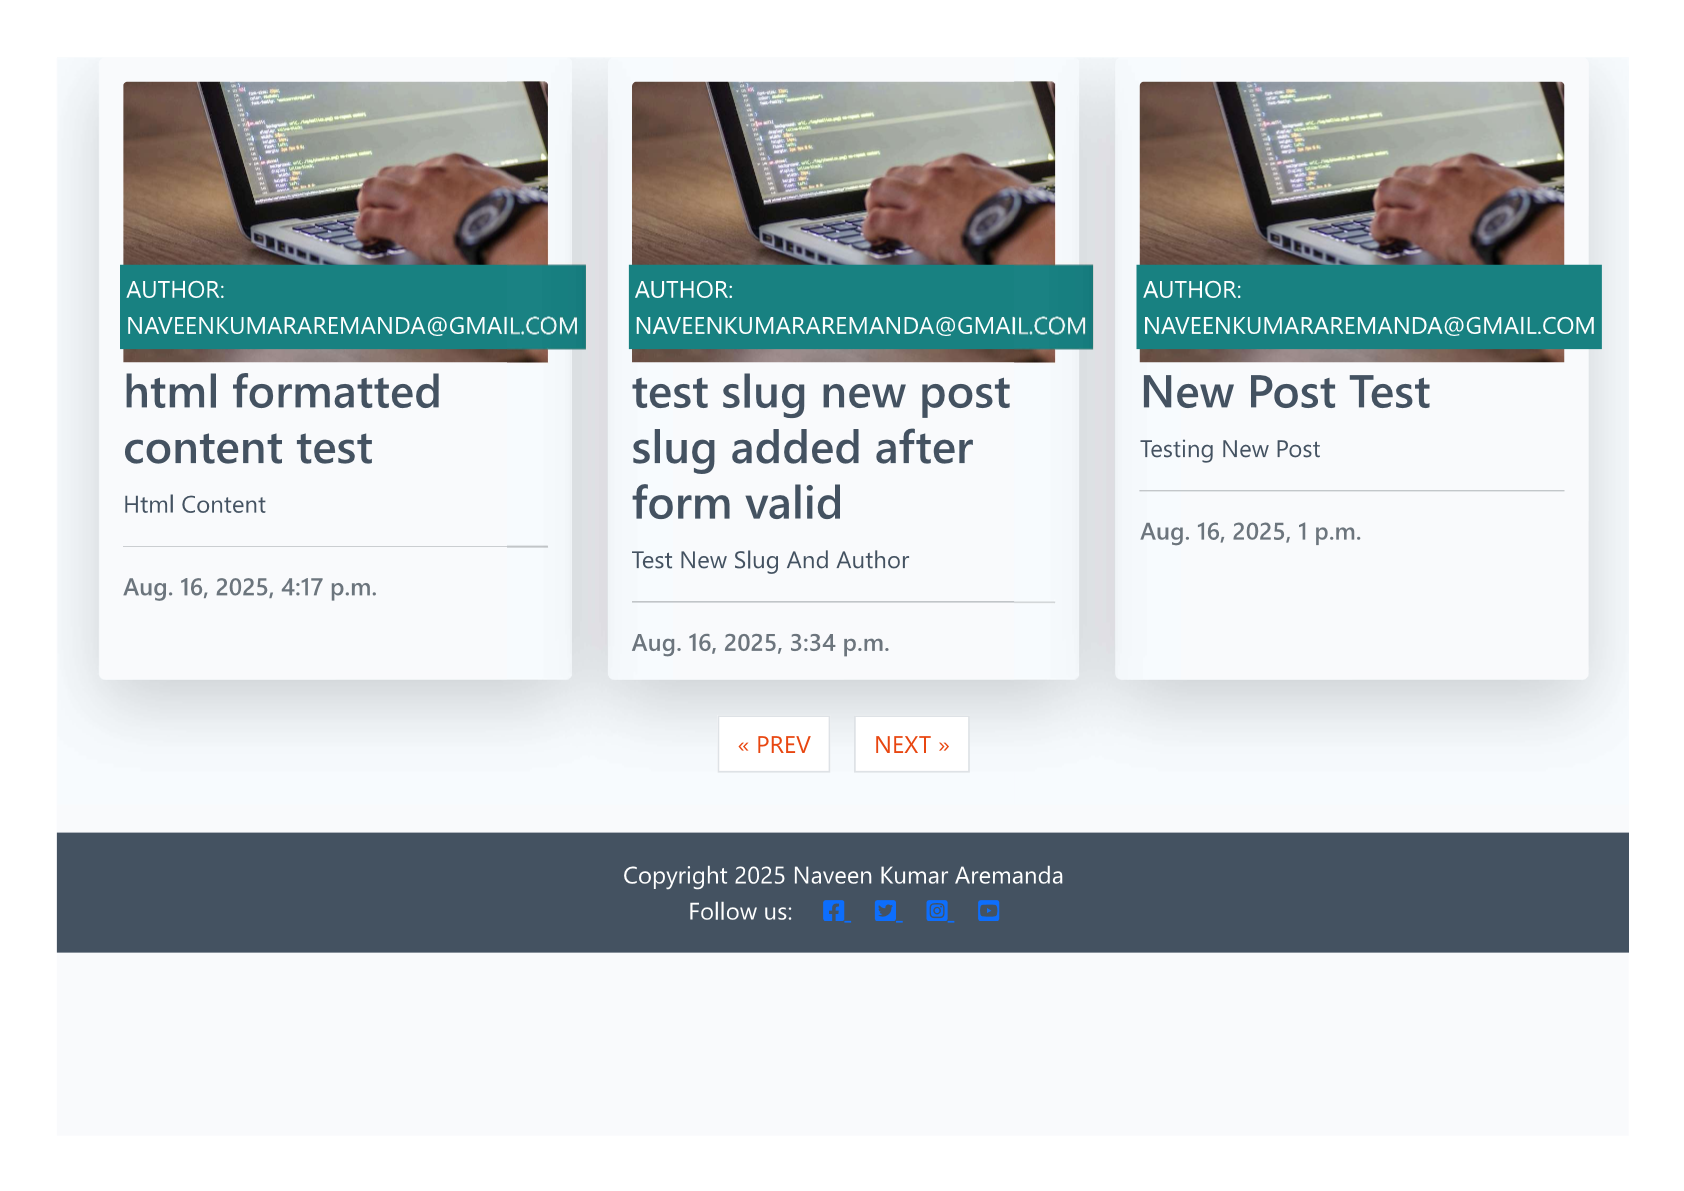 AUTHOR:
NAVEENKUMARAREMANDA@GMAIL.COM
html formatted
content test
Html Content
Aug. 16, 2025, 4:17 p.m.
AUTHOR:
NAVEENKUMARAREMANDA@GMAIL.COM
test slug new post
slug added after
form valid
Test New Slug And Author
Aug. 16, 2025, 3:34 p.m.
AUTHOR:
NAVEENKUMARAREMANDA@GMAIL.COM
New Post Test
Testing New Post
Aug. 16, 2025, 1 p.m.
« PREV NEXT »
Copyright 2025 Naveen Kumar Aremanda
Follow us: